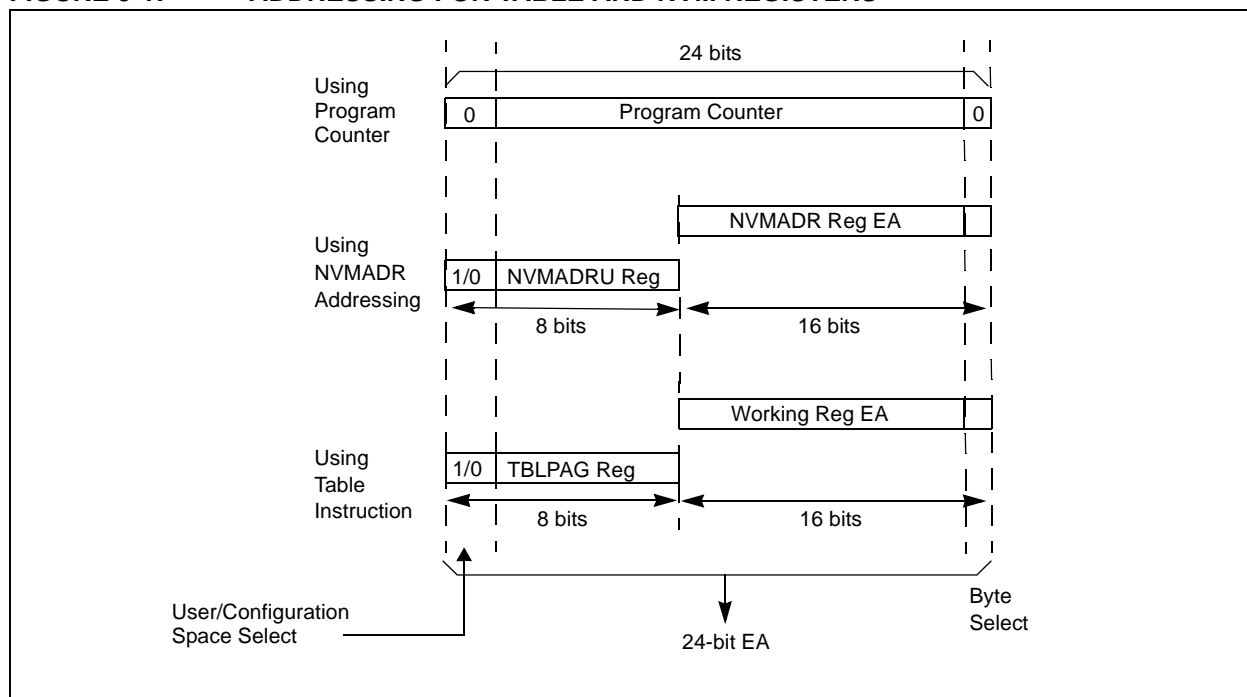 24 bits
Using
Program
Counter
0
Program Counter
0
NVMADR Reg EA
Using
NVMADR
Addressing
1/0
NVMADRU Reg
8 bits
16 bits
Working Reg EA
Using
Table
Instruction
1/0
TBLPAG Reg
8 bits
16 bits
User/Configuration
Space Select
24-bit EA
Byte
Select